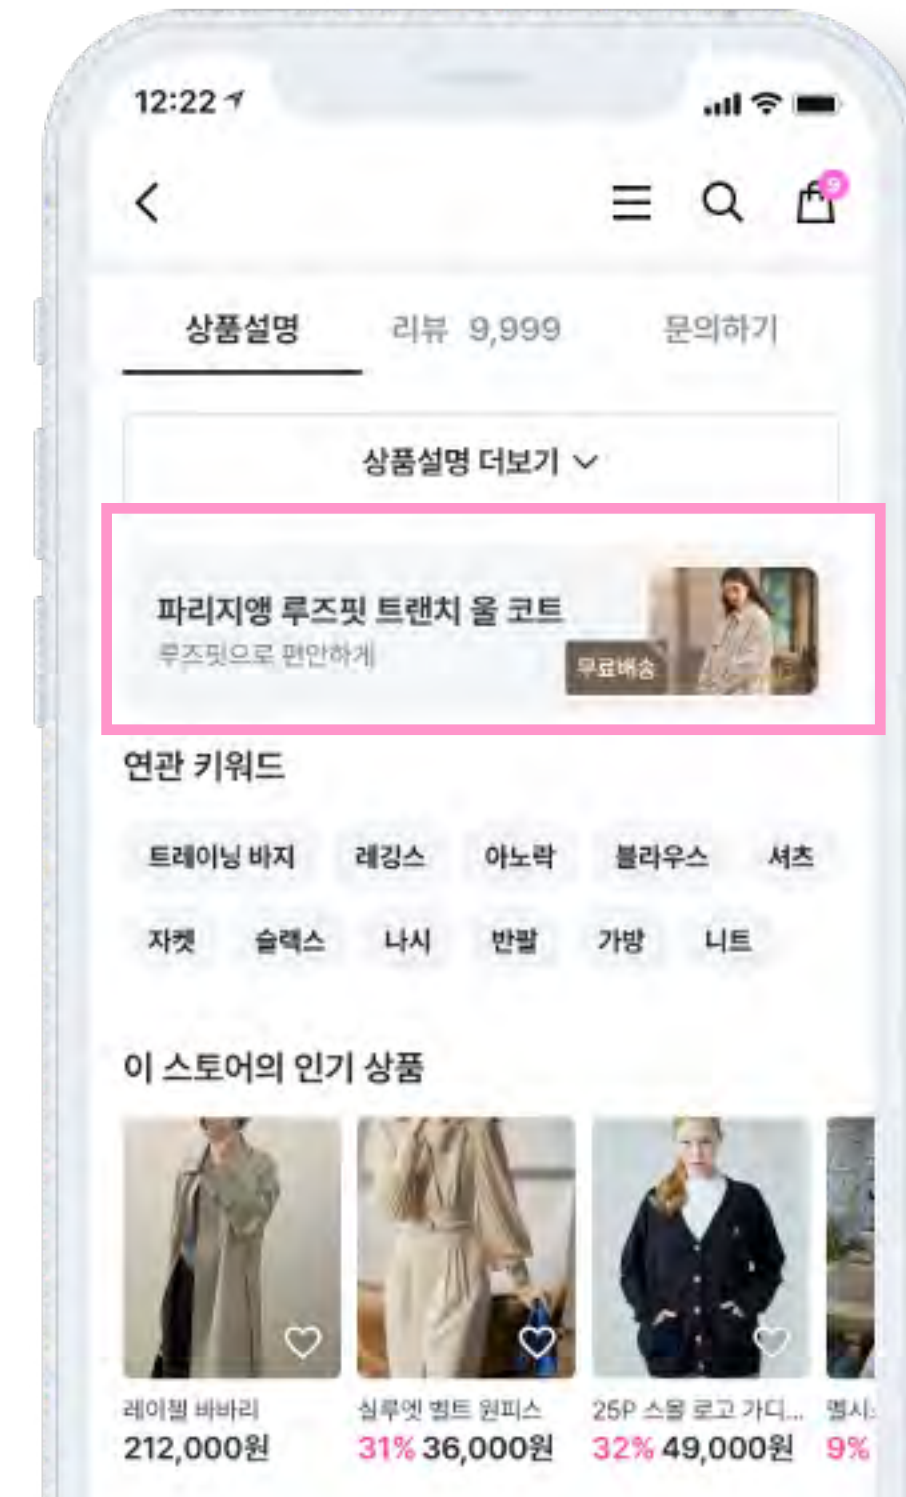 12:22
9
상품설명 리뷰 9,999 문의하기
상품설명 더보기
파리지앵 루즈핏 트랜치 울 코트
루즈핏으로 편안하게
무료배송
연관 키워드
트레이닝 바지 레깅스 아노락 블라우스 셔츠
자켓 슬랙스 나시 반팔 가방 니트
이 스토어의 인기 상품
레이첼 바바리 실루엣 벨트 원피스 25P 스몰 로고 가디... 멜시
212,000원 31% 36,000원 32% 49,000원 9%